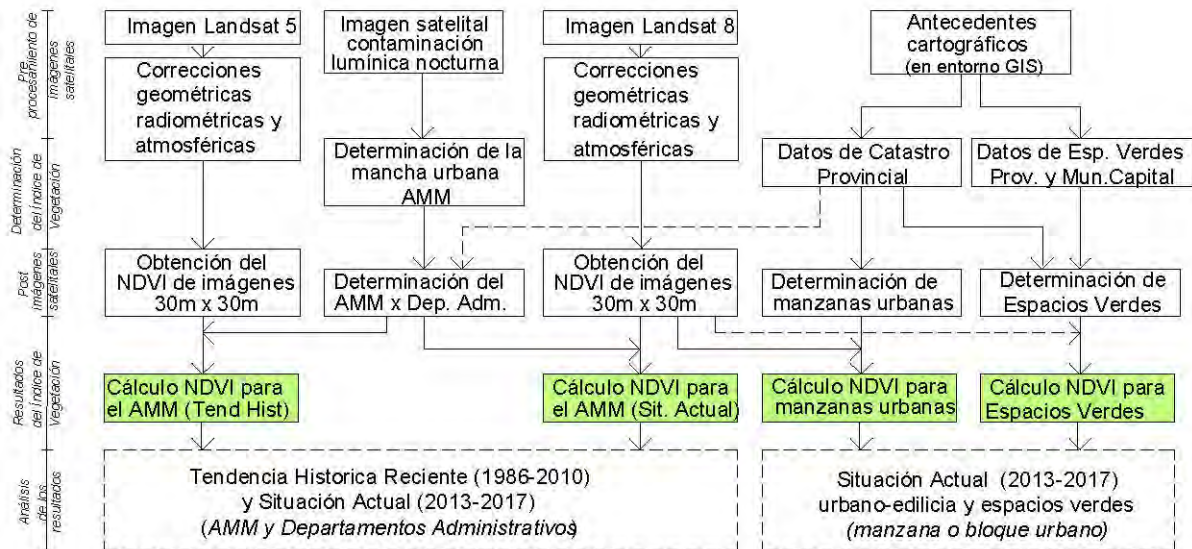 Pre
procesamiento de
Imágenes
satelitales
Imagen Landsat 5
Imagen satelital
contaminación
lumínica nocturna
Imagen Landsat 8
Antecedentes
cartográficos
(en entorno GIS)
Correcciones
geométricas
radiométricas y
atmosféricas
Correcciones
geométricas
radiométricas y
atmosféricas
Determinación
del Índice de
Vegetación
Determinación de la
mancha urbana
AMM
Datos de Catastro
Provincial
Datos de Esp. Verdes
Prov. y Mun.Capital
Post
imágenes
satelitales
Obtención del
NDVI de imágenes
30m x 30m
Determinación del
AMM x Dep. Adm.
Obtención del
NDVI de imágenes
30m x 30m
Determinación de
manzanas urbanas
Determinación de
Espacios Verdes
Resultados
del Índice de
Vegetación
Cálculo NDVI para
el AMM (Tend Hist)
Cálculo NDVI para
el AMM (Sit. Actual)
Cálculo NDVI para
manzanas urbanas
Cálculo NDVI para
Espacios Verdes
Análisis
de los
resultados
Tendencia Historica Reciente (1986-2010)
y Situación Actual (2013-2017)
(AMM y Departamentos Administrativos)
Situación Actual (2013-2017)
urbano-edilicia y espacios verdes
(manzana o bloque urbano)